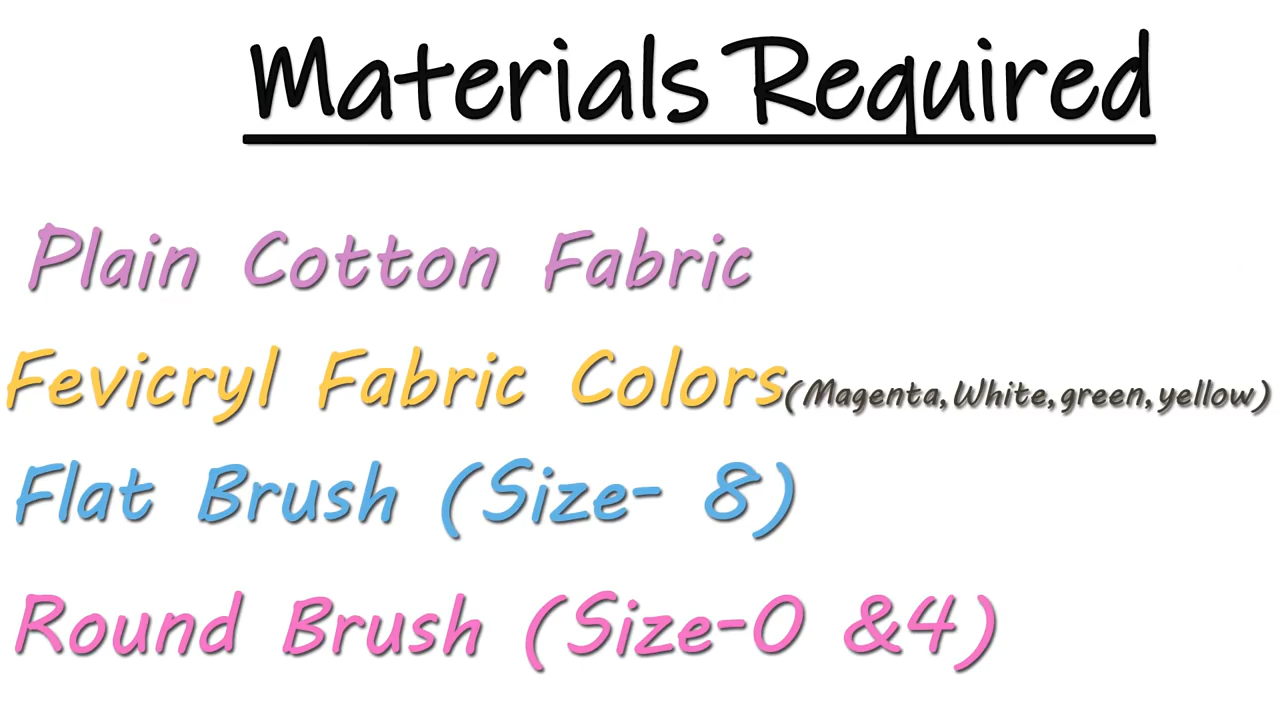 Materials Required
Plain Cotton Fabric
Fevicryl Fabric Colors(Magenta, White, green, yellow)
Flat Brush (Size- 8)
Round Brush (Size-0 &4)